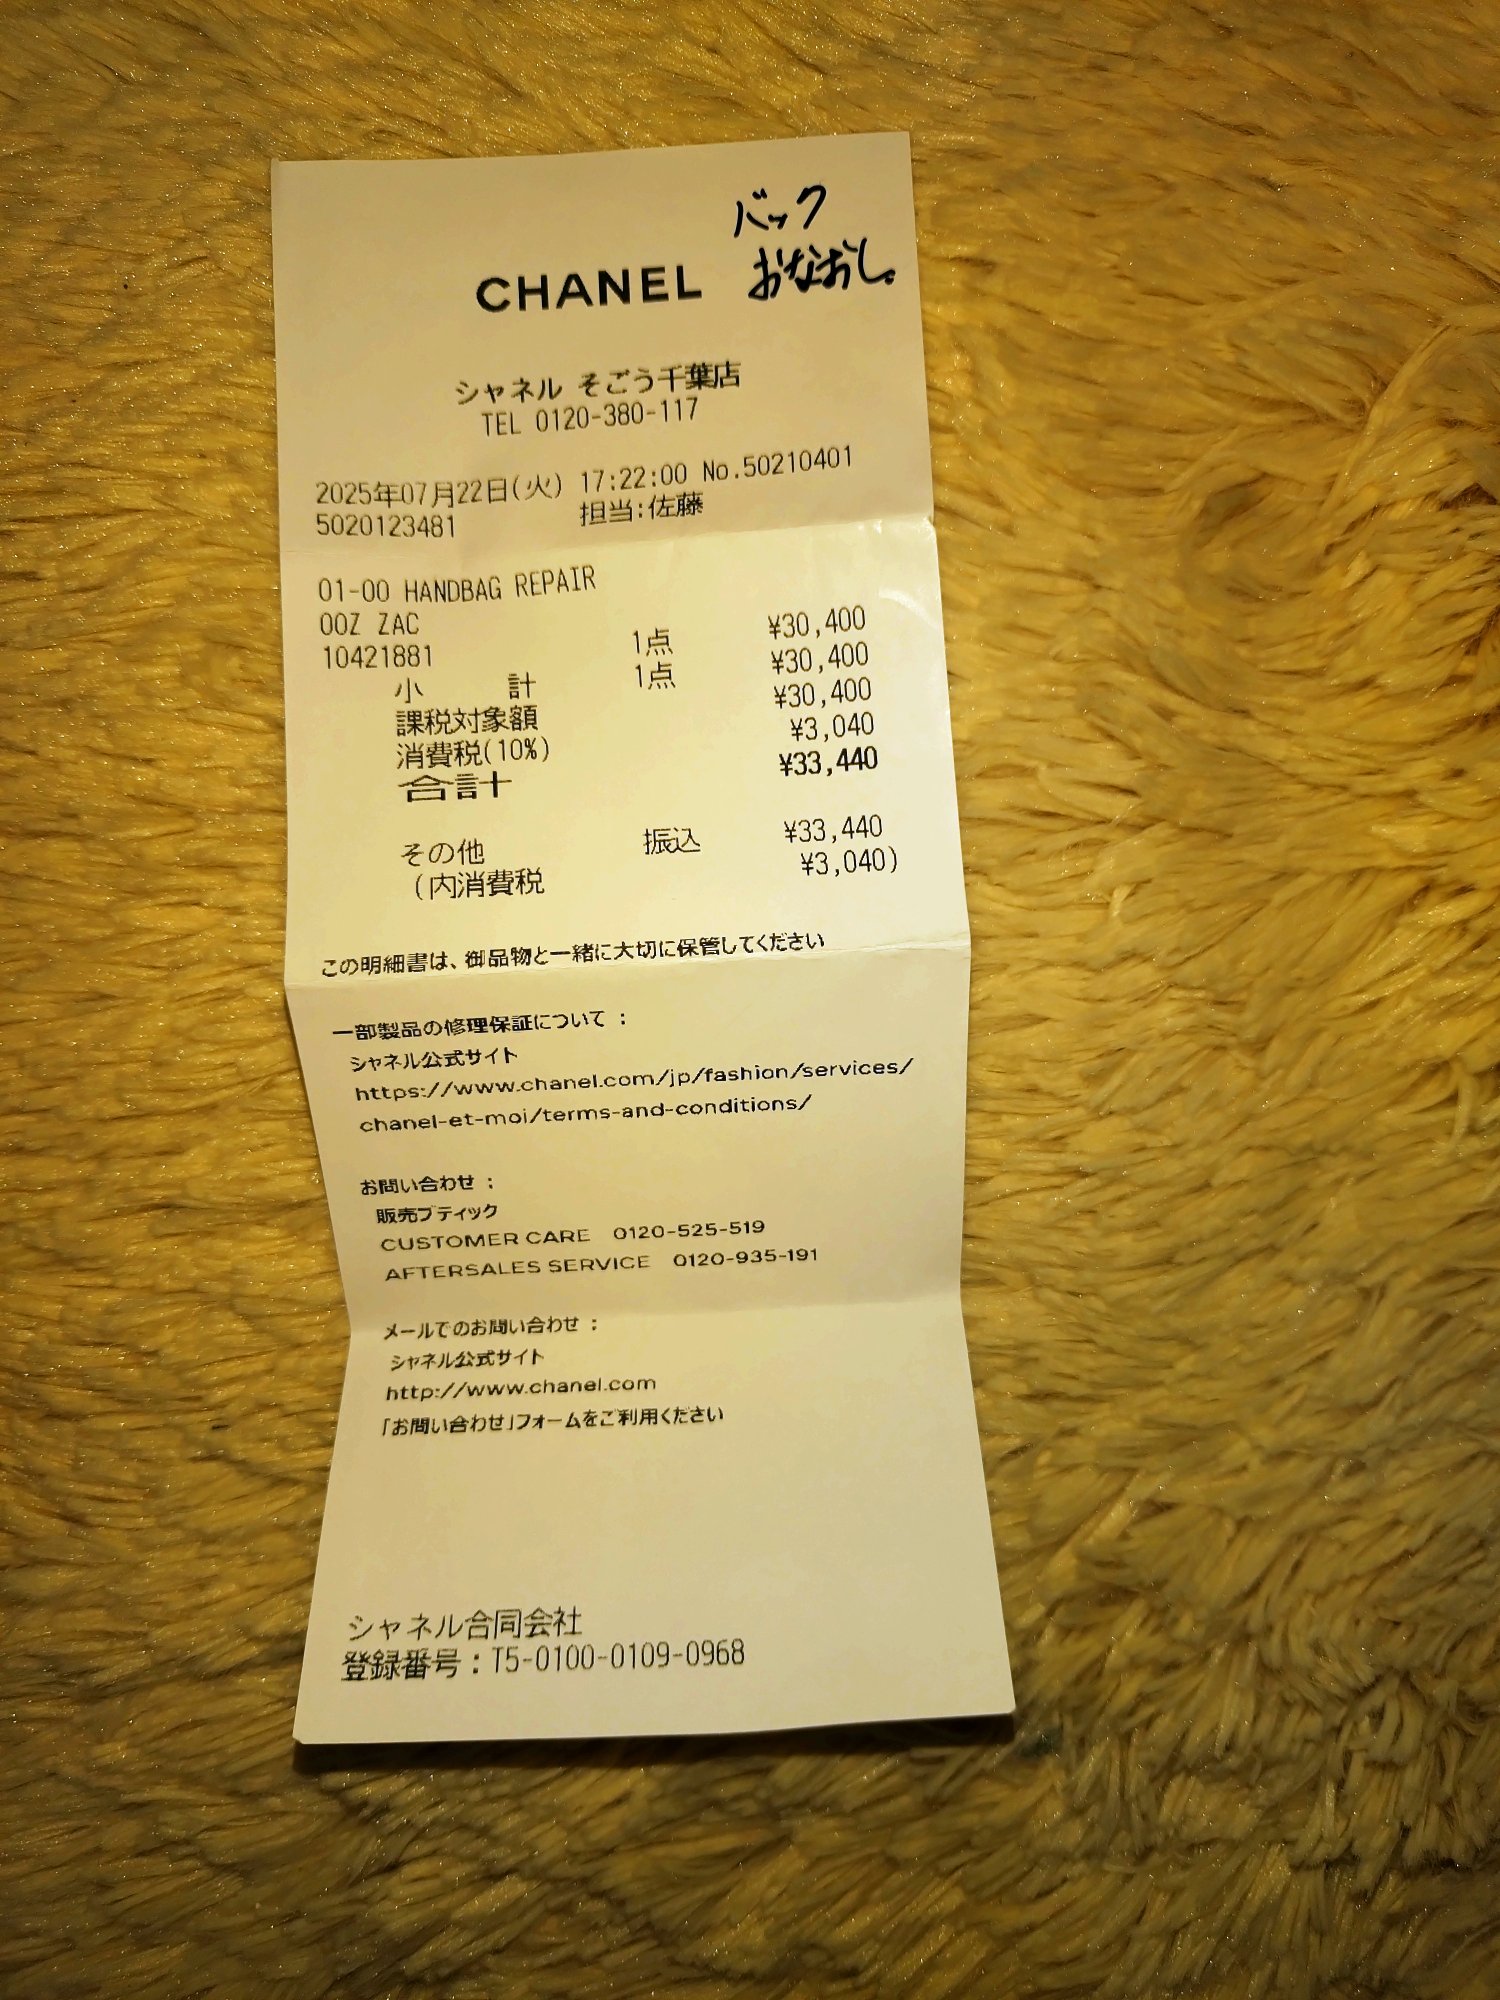 バック
おなおし。
CHANEL
シャネル そごう千葉店
TEL 0120-380-117
2025年07月22日(火) 17:22:00 No.50210401
5020123481 担当:佐藤
01-00 HANDBAG REPAIR
00Z ZAC
10421881 1点 ¥30,400
小 計 1点 ¥30,400
課税対象額 ¥30,400
消費税(10%) ¥3,040
合計 ¥33,440
その他 振込 ¥33,440
(内消費税 ¥3,040)
この明細書は、御品物と一緒に大切に保管してください
一部製品の修理保証について :
シャネル公式サイト
https://www.chanel.com/jp/fashion/services/
chanel-et-moi/terms-and-conditions/
お問い合わせ :
販売ブティック
CUSTOMER CARE 0120-525-519
AFTERSALES SERVICE 0120-935-191
メールでのお問い合わせ :
シャネル公式サイト
http://www.chanel.com
「お問い合わせ」フォームをご利用ください
シャネル合同会社
登録番号:T5-0100-0109-0968